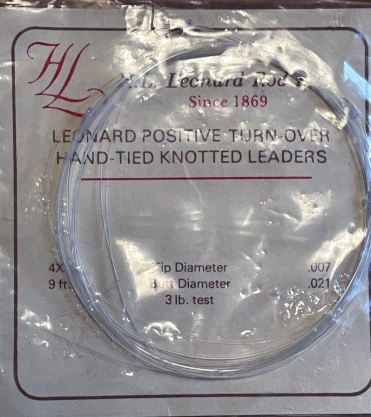 HL
H.L. Leonard Rod
Since 1869
LEONARD POSITIVE TURN-OVER
HAND-TIED KNOTTED LEADERS
4X Tip Diameter .007
9 ft. Butt Diameter .021
3 lb. test